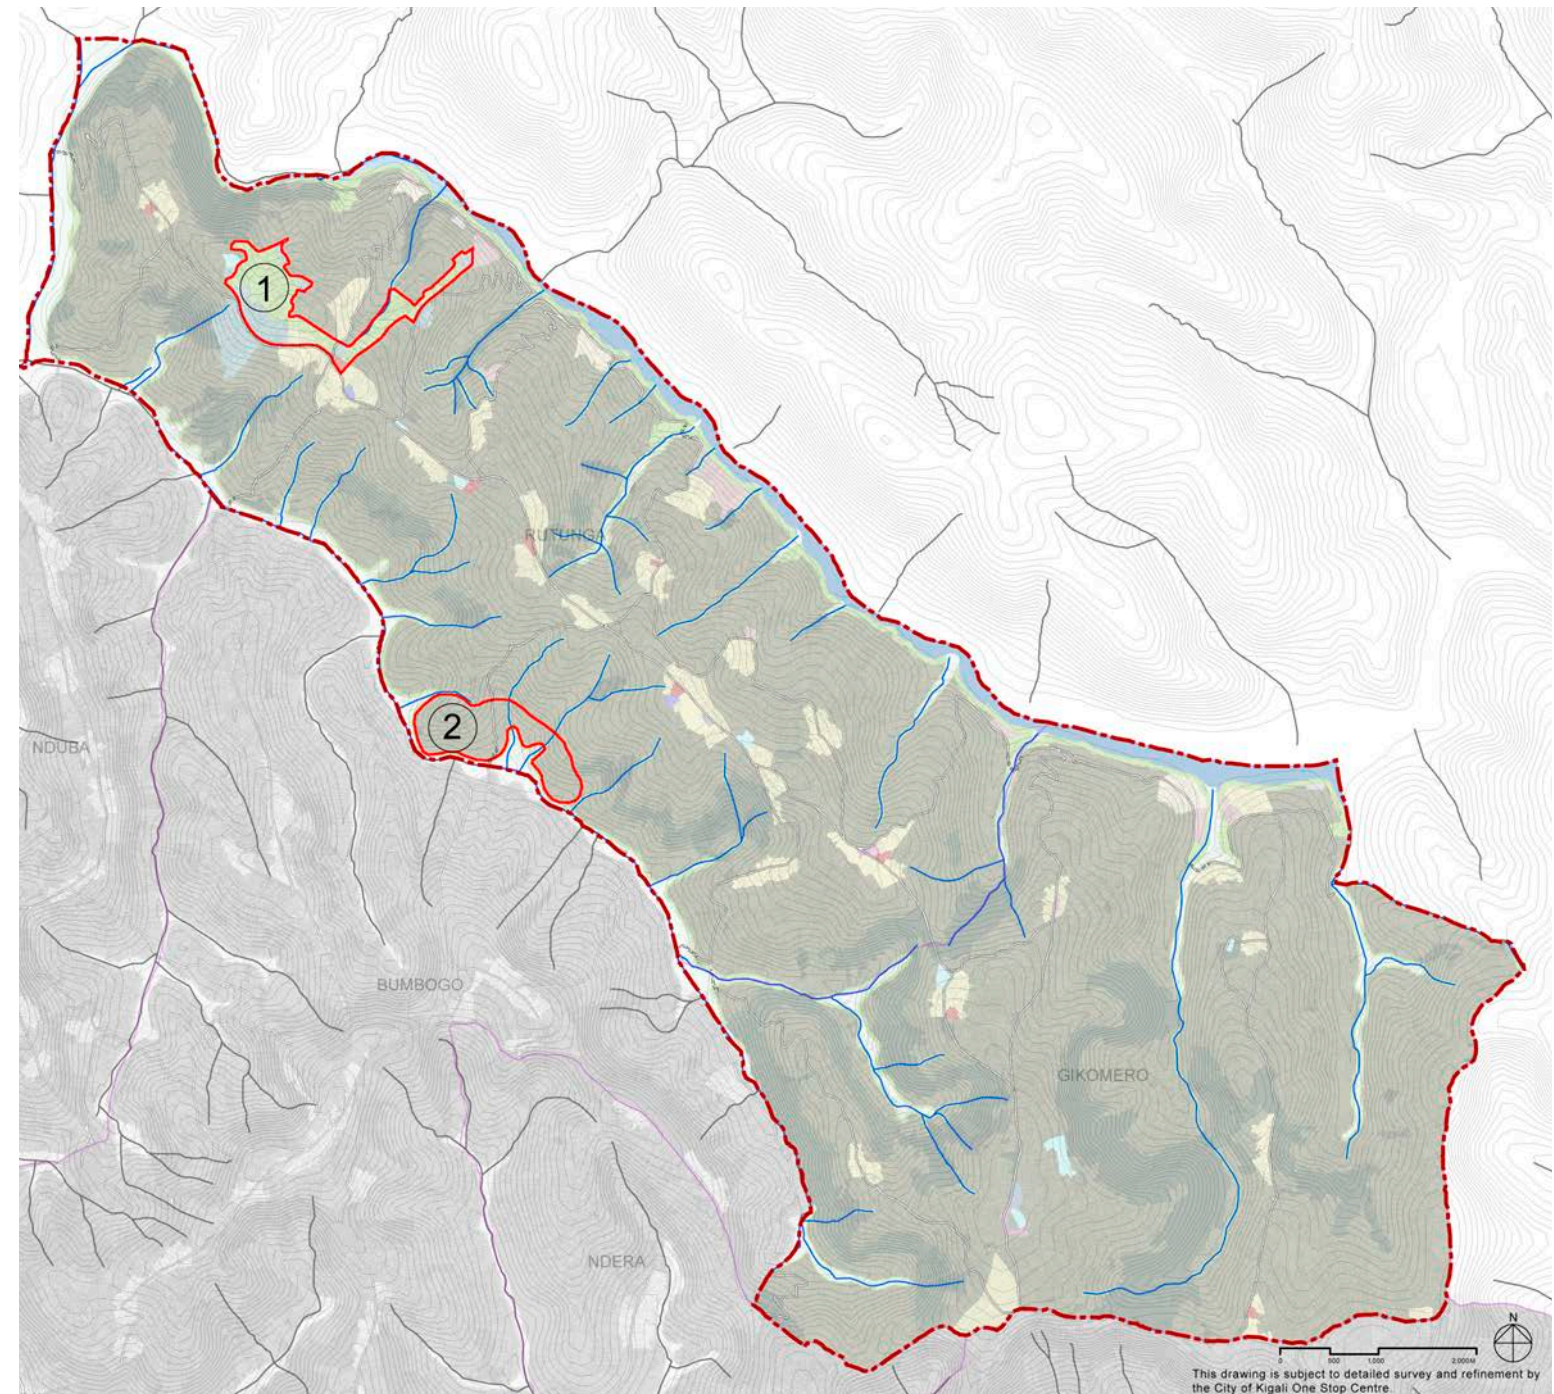 1
RUTUNGA
2
NDUBA
BUMBOGO
GIKOMERO
NDERA
N
0 500 1,000 2,000M
This drawing is subject to detailed survey and refinement by
the City of Kigali One Stop Centre.